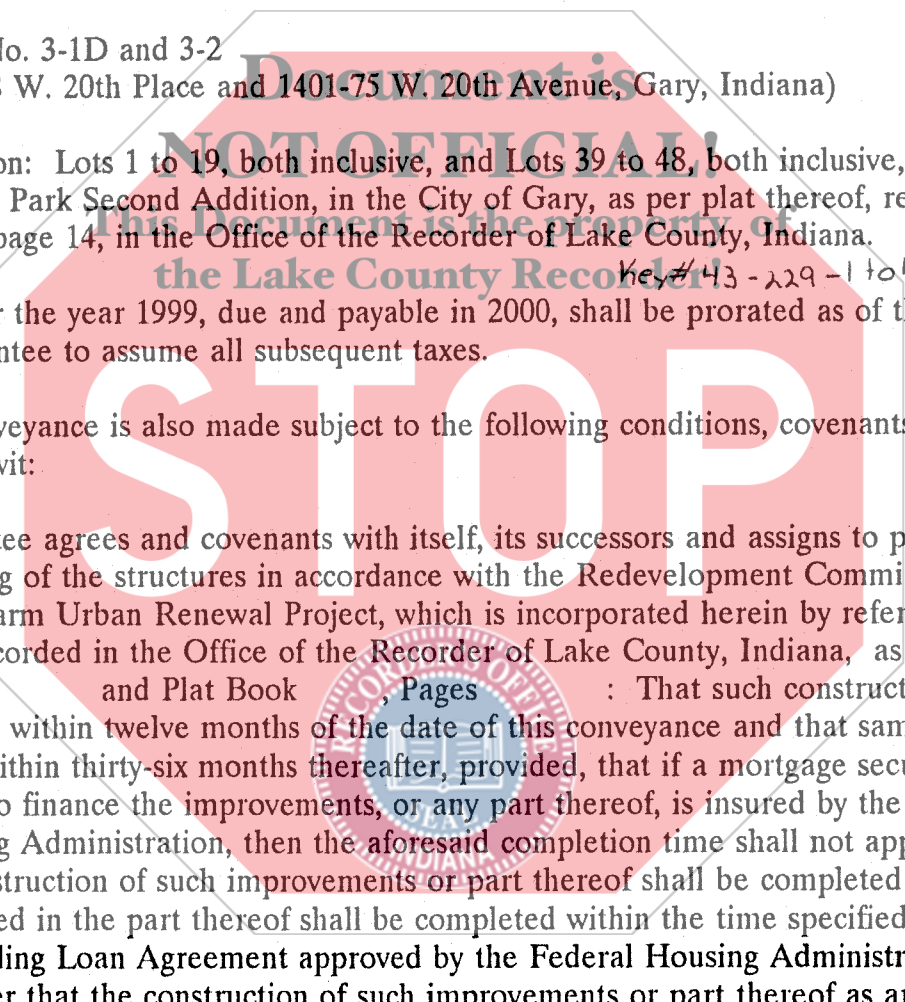 No. 3-1D and 3-2
W. 20th Place and 1401-75 W. 20th Avenue, Gary, Indiana)
Document is
NOT OFFICIAL!
on: Lots 1 to 19, both inclusive, and Lots 39 to 48, both inclusive,
Park Second Addition, in the City of Gary, as per plat thereof, re
This Document is the property of
page 14, in the Office of the Recorder of Lake County, Indiana.
the Lake County Recorder!
Key# 43-229-1 to
r the year 1999, due and payable in 2000, shall be prorated as of t
ntee to assume all subsequent taxes.
STOP
veyance is also made subject to the following conditions, covenants
wit:
ee agrees and covenants with itself, its successors and assigns to p
g of the structures in accordance with the Redevelopment Commi
arm Urban Renewal Project, which is incorporated herein by refer
corded in the Office of the Recorder of Lake County, Indiana, as
and Plat Book , Pages : That such construct
within twelve months of the date of this conveyance and that sam
ithin thirty-six months thereafter, provided, that if a mortgage secu
o finance the improvements, or any part thereof, is insured by the
g Administration, then the aforesaid completion time shall not app
struction of such improvements or part thereof shall be completed
ed in the part thereof shall be completed within the time specified
ling Loan Agreement approved by the Federal Housing Administr
er that the construction of such improvements or part thereof as a
RECORDER'S OFFICE
SEAL
INDIANA